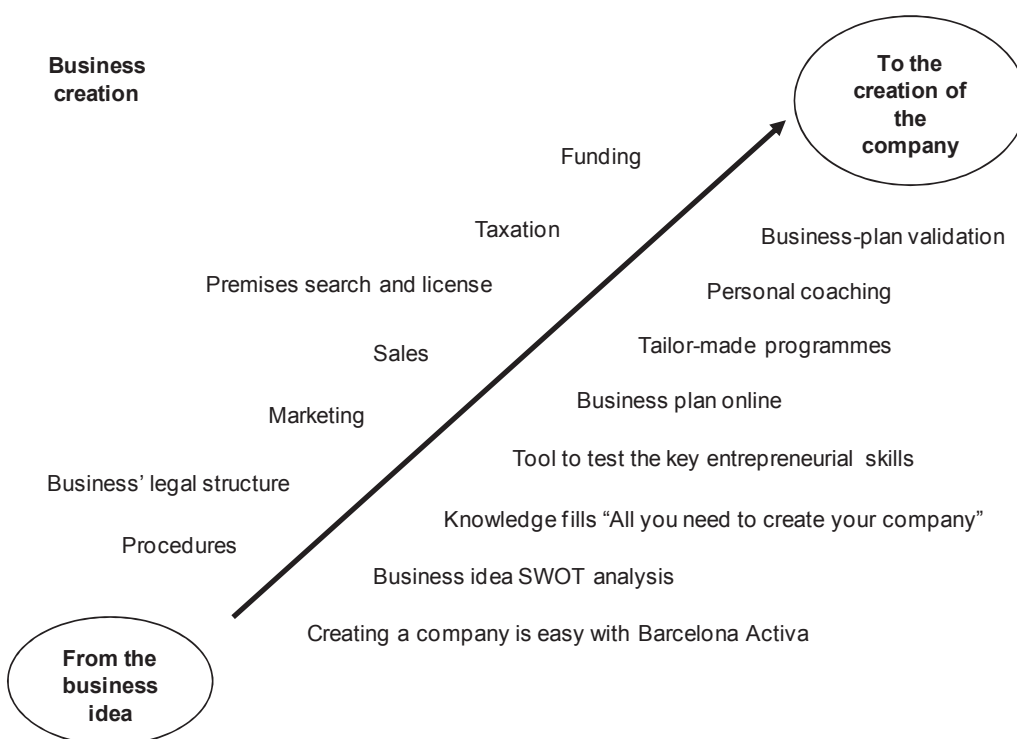 Business
creation
To the
creation of
the
company
Funding
Taxation
Business-plan validation
Premises search and license
Personal coaching
Sales
Tailor-made programmes
Marketing
Business plan online
Tool to test the key entrepreneurial skills
Business’ legal structure
Knowledge fills “All you need to create your company”
Procedures
Business idea SWOT analysis
Creating a company is easy with Barcelona Activa
From the
business
idea